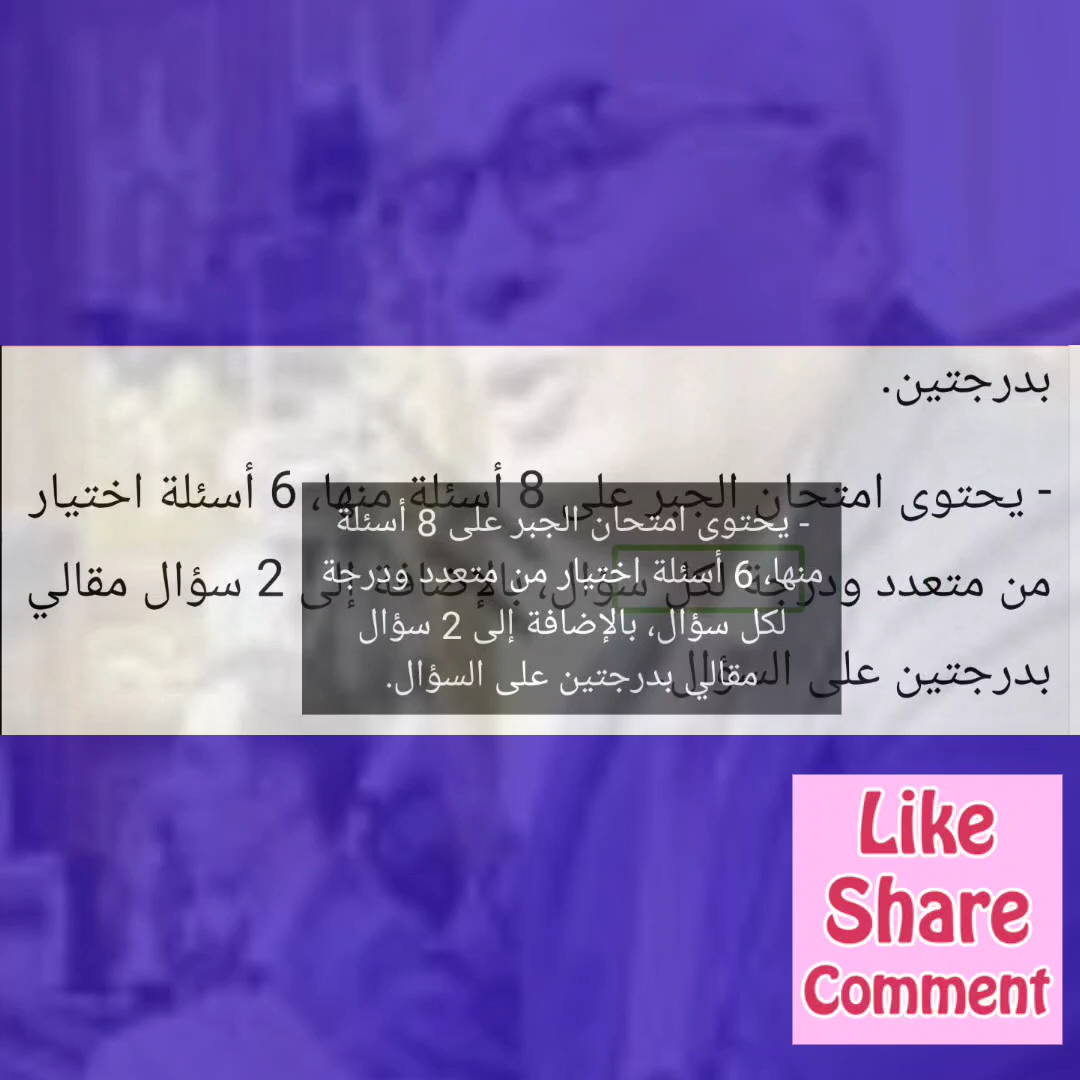 بدرجتين.
- يحتوى امتحان الجبر على 8 أسئلة منها، 6 أسئلة اختيار
من متعدد ودرجة لكل سؤال، بالإضافة إلى 2 سؤال مقالي
بدرجتين على السؤال
- يحتوى امتحان الجبر على 8 أسئلة
منها، 6 أسئلة اختيار من متعدد ودرجة
لكل سؤال، بالإضافة إلى 2 سؤال
مقالي بدرجتين على السؤال.
Like
Share
Comment